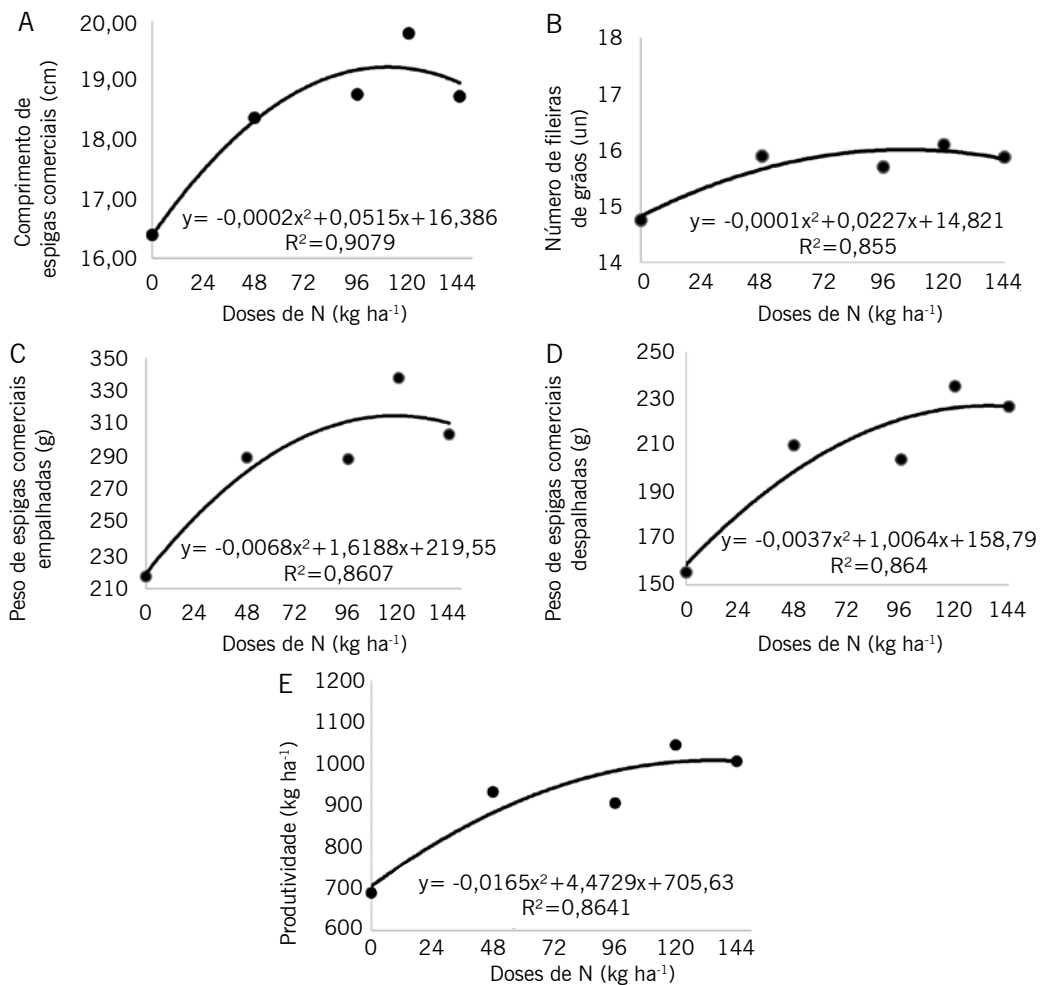 A
Comprimento de
espigas comerciais (cm)
20,00
19,00
18,00
17,00
16,00
y= -0,0002x²+0,0515x+16,386
R²=0,9079
0 24 48 72 96 120 144
Doses de N (kg ha⁻¹)
B
Número de fileiras
de grãos (un)
18
17
16
15
14
y= -0,0001x²+0,0227x+14,821
R²=0,855
0 24 48 72 96 120 144
Doses de N (kg ha⁻¹)
C
Peso de espigas comerciais
empalhadas (g)
350
330
310
290
270
250
230
210
y= -0,0068x²+1,6188x+219,55
R²=0,8607
0 24 48 72 96 120 144
Doses de N (kg ha⁻¹)
D
Peso de espigas comerciais
despalhadas (g)
250
230
210
190
170
150
y= -0,0037x²+1,0064x+158,79
R²=0,864
0 24 48 72 96 120 144
Doses de N (kg ha⁻¹)
E
Produtividade (kg ha⁻¹)
1200
1100
1000
900
800
700
600
y= -0,0165x²+4,4729x+705,63
R²=0,8641
0 24 48 72 96 120 144
Doses de N (kg ha⁻¹)